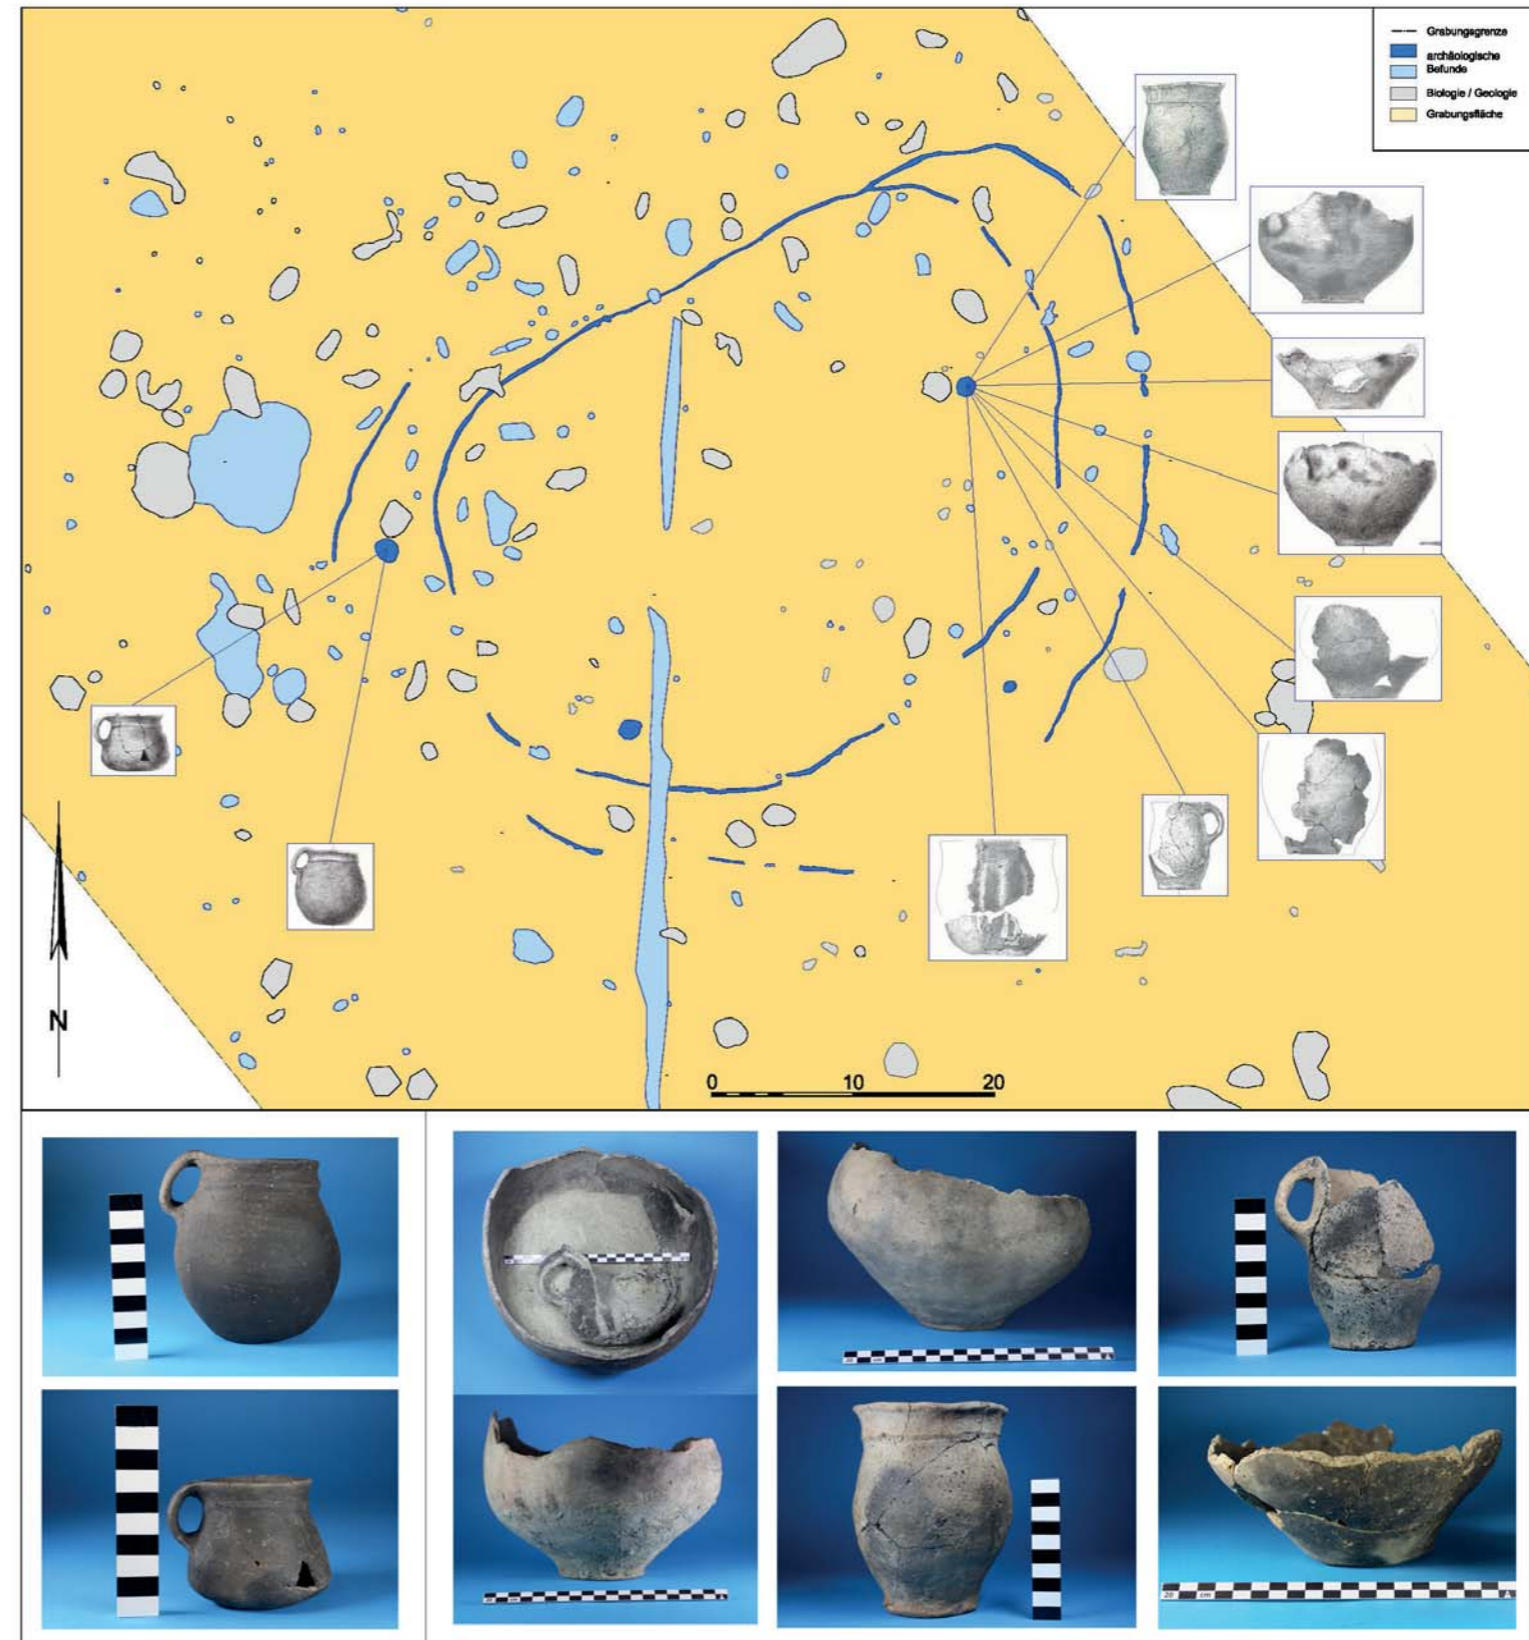 Grabungsgrenze
archäologische
Befunde
Biologie / Geologie
Grabungsfläche
N
0 10 20